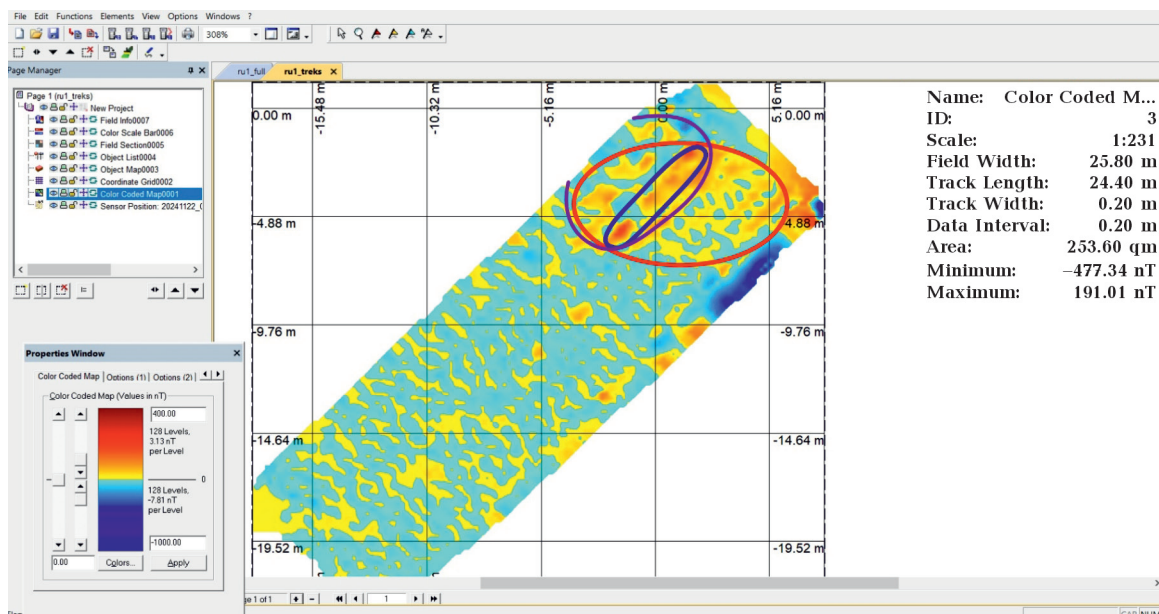 File Edit Functions Elements View Options Windows ?
308%
Page Manager
ru1_full
ru1_treks
Page 1 (ru1_treks)
New Project
Field Info0007
Color Scale Bar0006
Field Section0005
Object List0004
Object Map0003
Coordinate Grid0002
Color Coded Map0001
Sensor Position: 20241122_
0.00 m
-15.48 m
-10.32 m
-5.16 m
0.00 m
5.16 m
0.00 m
-4.88 m
4.88 m
-9.76 m
-9.76 m
-14.64 m
-14.64 m
-19.52 m
-19.52 m
Name: Color Coded M...
ID: 3
Scale: 1:231
Field Width: 25.80 m
Track Length: 24.40 m
Track Width: 0.20 m
Data Interval: 0.20 m
Area: 253.60 qm
Minimum: −477.34 nT
Maximum: 191.01 nT
Properties Window
Color Coded Map Options (1) Options (2)
Color Coded Map (Values in nT)
400.00
128 Levels,
3.13 nT
per Level
0
128 Levels,
-7.81 nT
per Level
-1000.00
0.00
Colors...
Apply
1 of 1
1